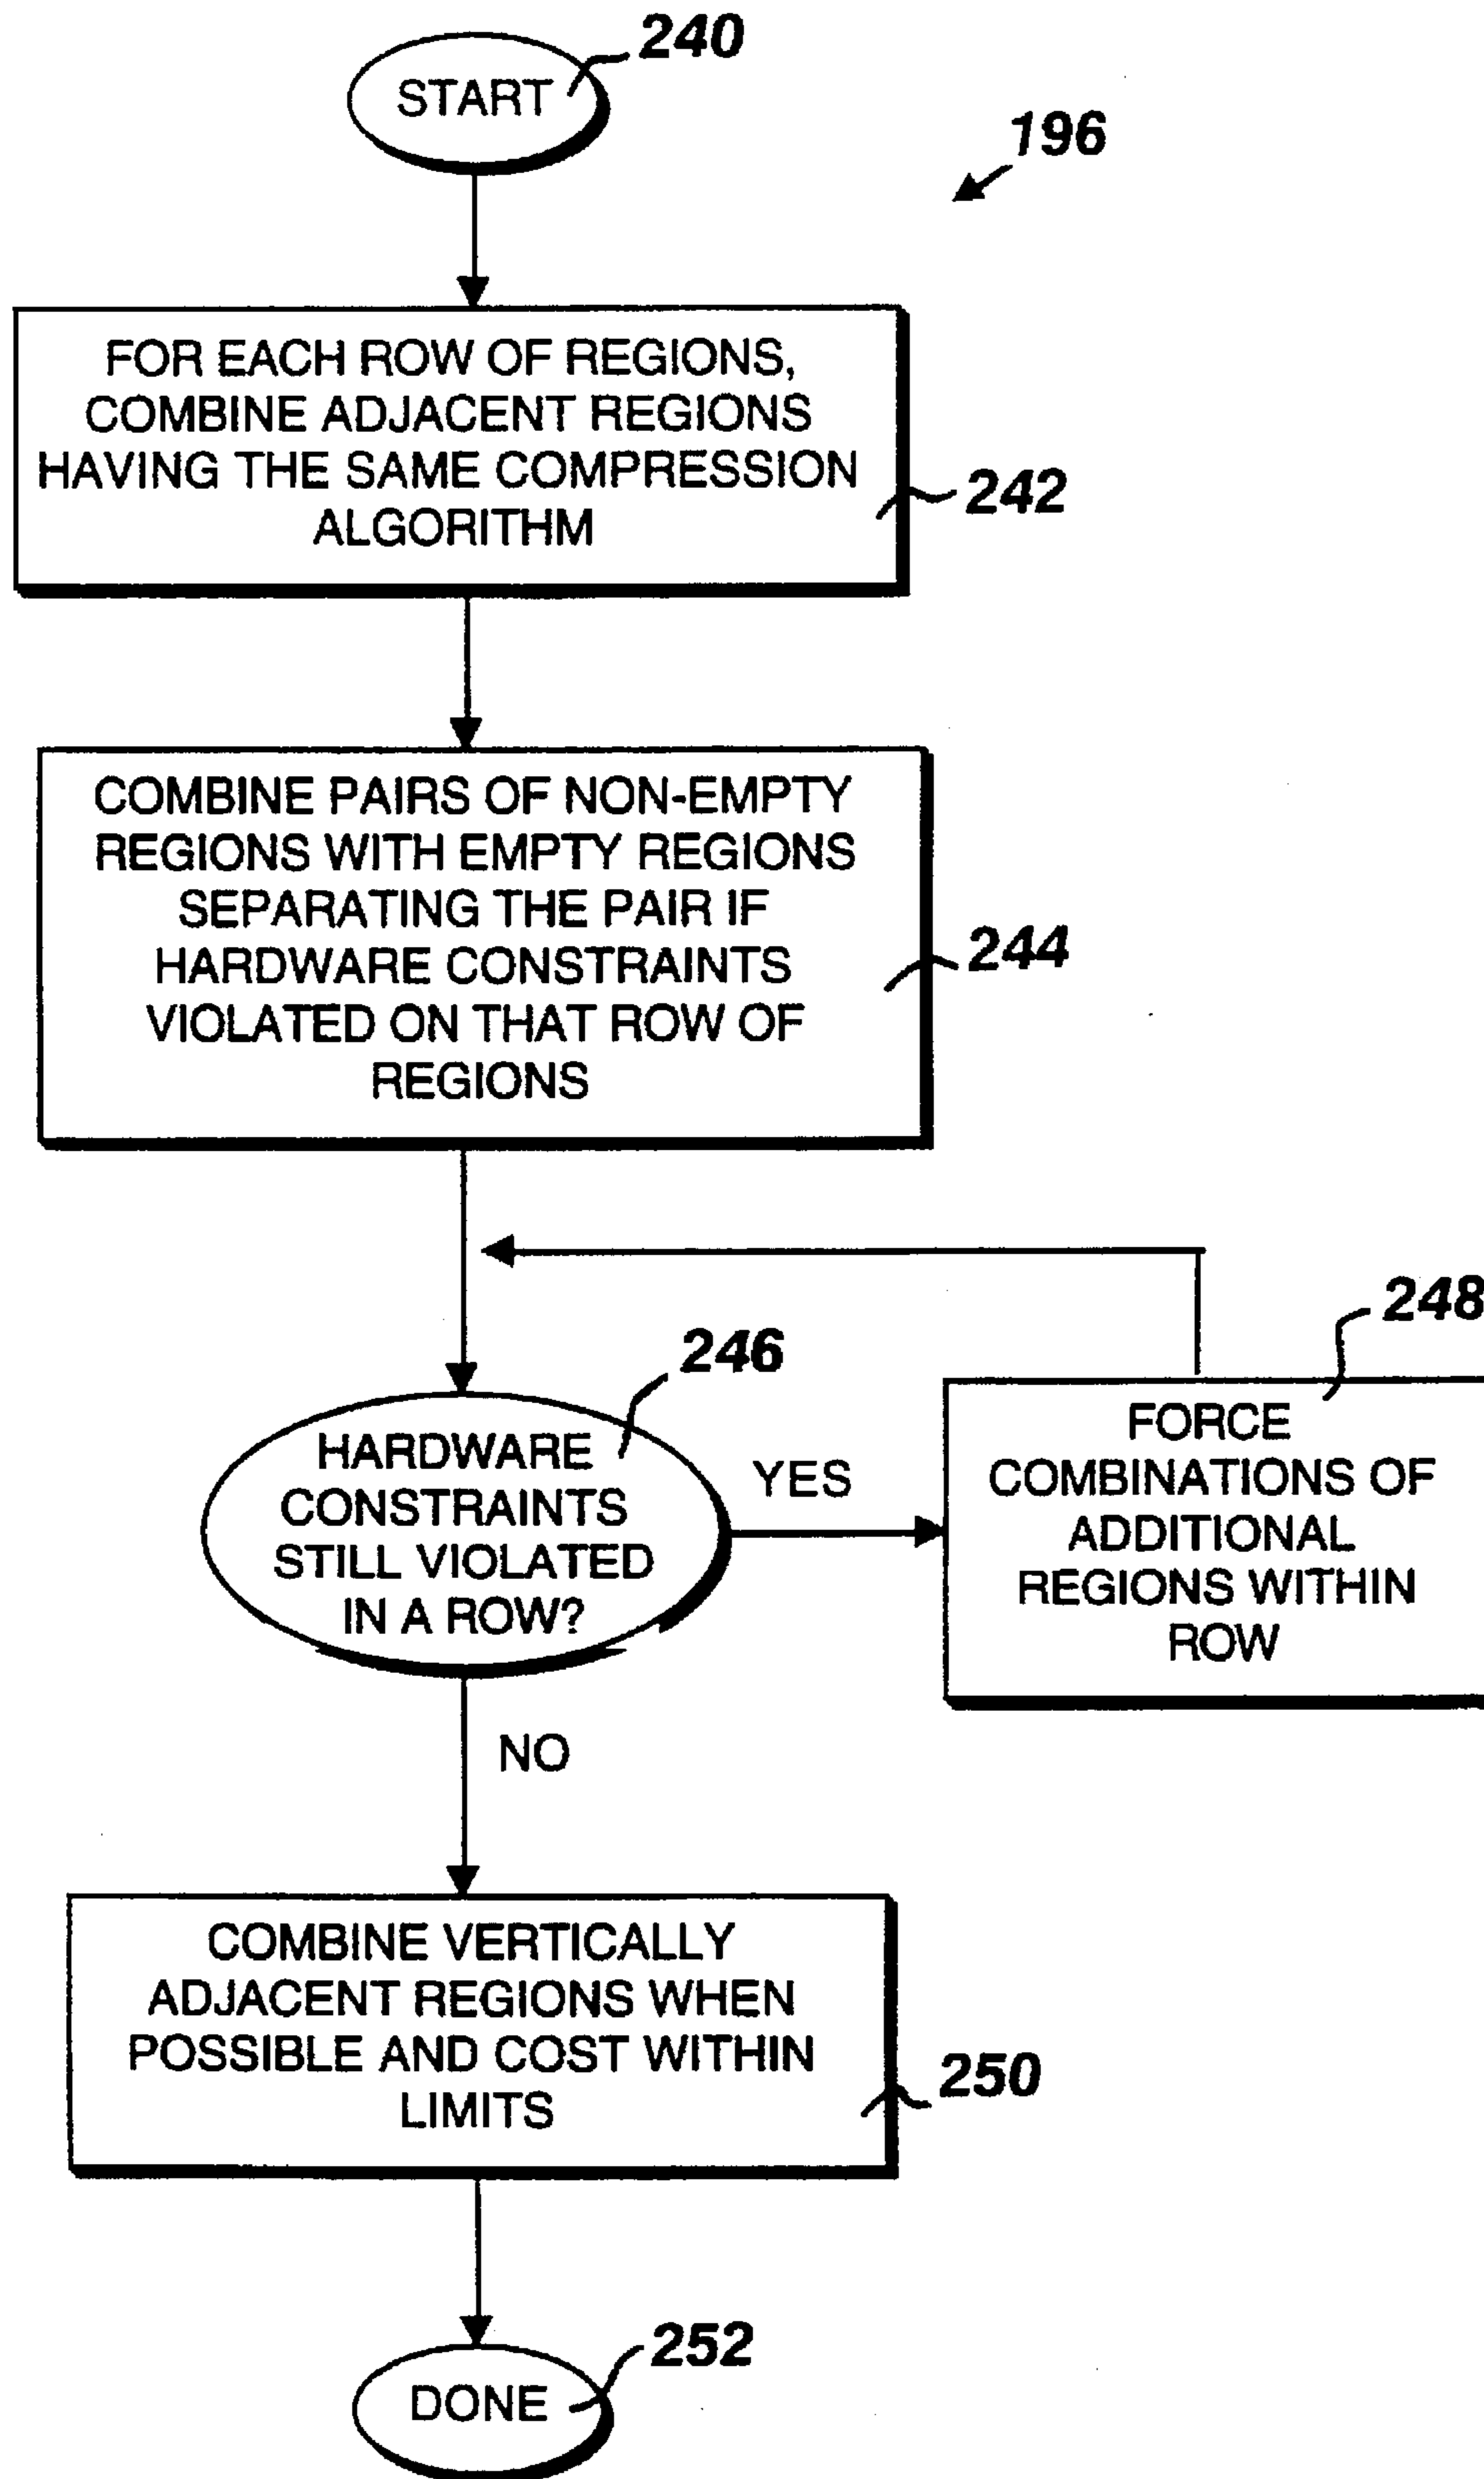 240
START
196
FOR EACH ROW OF REGIONS,
COMBINE ADJACENT REGIONS
HAVING THE SAME COMPRESSION
ALGORITHM
242
COMBINE PAIRS OF NON-EMPTY
REGIONS WITH EMPTY REGIONS
SEPARATING THE PAIR IF
HARDWARE CONSTRAINTS
VIOLATED ON THAT ROW OF
REGIONS
244
246
HARDWARE
CONSTRAINTS
STILL VIOLATED
IN A ROW?
YES
248
FORCE
COMBINATIONS OF
ADDITIONAL
REGIONS WITHIN
ROW
NO
COMBINE VERTICALLY
ADJACENT REGIONS WHEN
POSSIBLE AND COST WITHIN
LIMITS
250
252
DONE